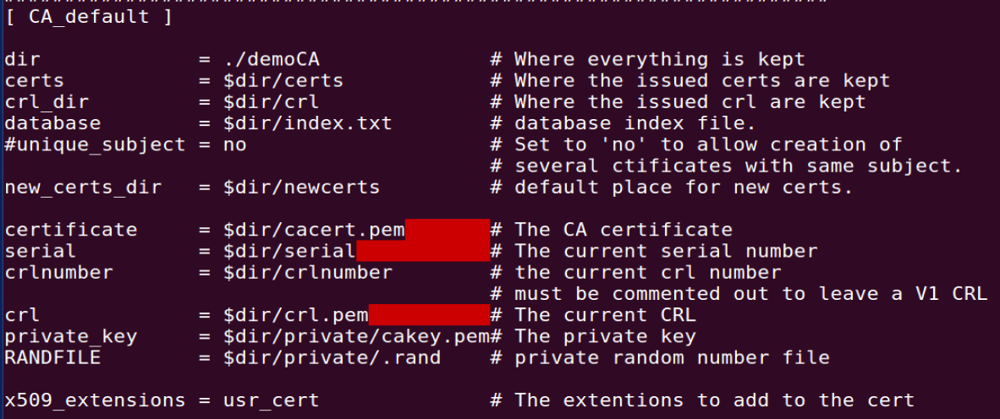 [ CA_default ]
dir = ./demoCA # Where everything is kept
certs = $dir/certs # Where the issued certs are kept
crl_dir = $dir/crl # Where the issued crl are kept
database = $dir/index.txt # database index file.
#unique_subject = no # Set to 'no' to allow creation of
# several ctificates with same subject.
new_certs_dir = $dir/newcerts # default place for new certs.
certificate = $dir/cacert.pem # The CA certificate
serial = $dir/serial # The current serial number
crlnumber = $dir/crlnumber # the current crl number
# must be commented out to leave a V1 CRL
crl = $dir/crl.pem # The current CRL
private_key = $dir/private/cakey.pem# The private key
RANDFILE = $dir/private/.rand # private random number file
x509_extensions = usr_cert # The extentions to add to the cert